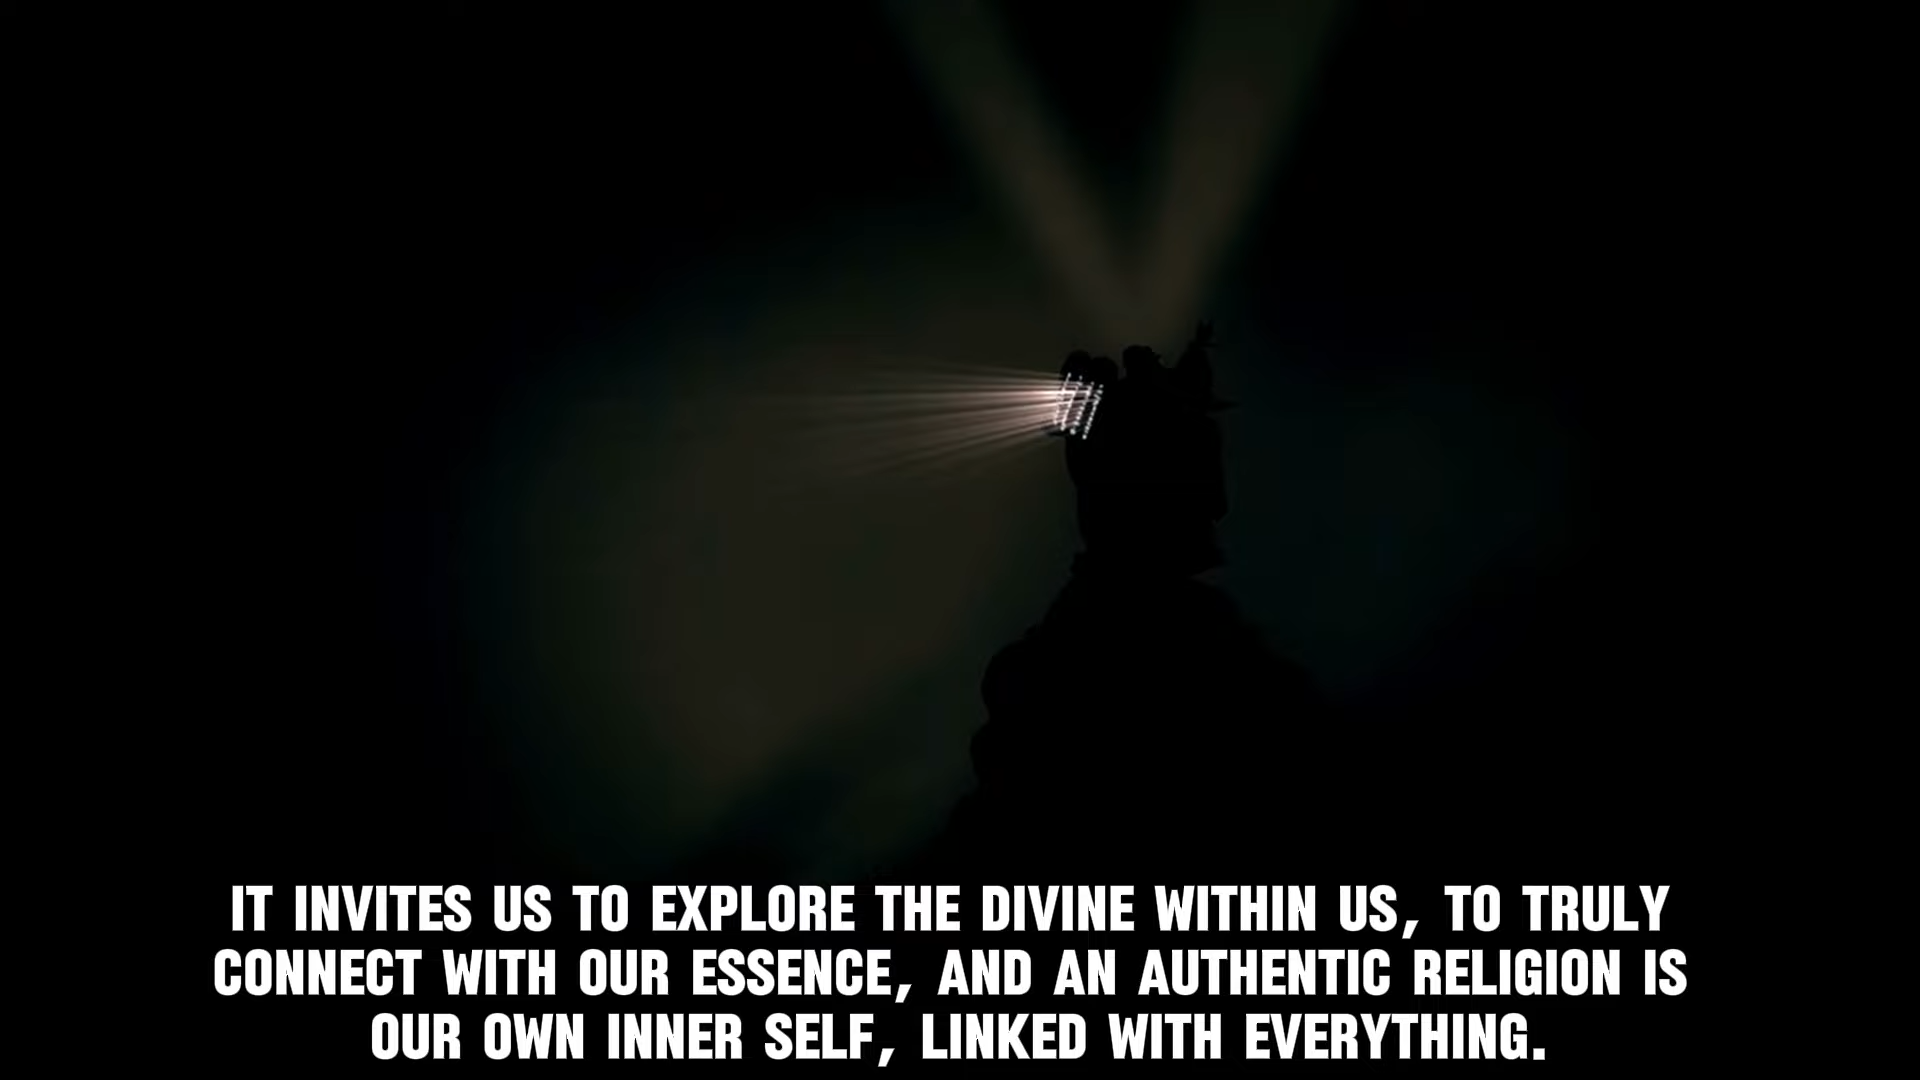 IT INVITES US TO EXPLORE THE DIVINE WITHIN US, TO TRULY
CONNECT WITH OUR ESSENCE, AND AN AUTHENTIC RELIGION IS
OUR OWN INNER SELF, LINKED WITH EVERYTHING.